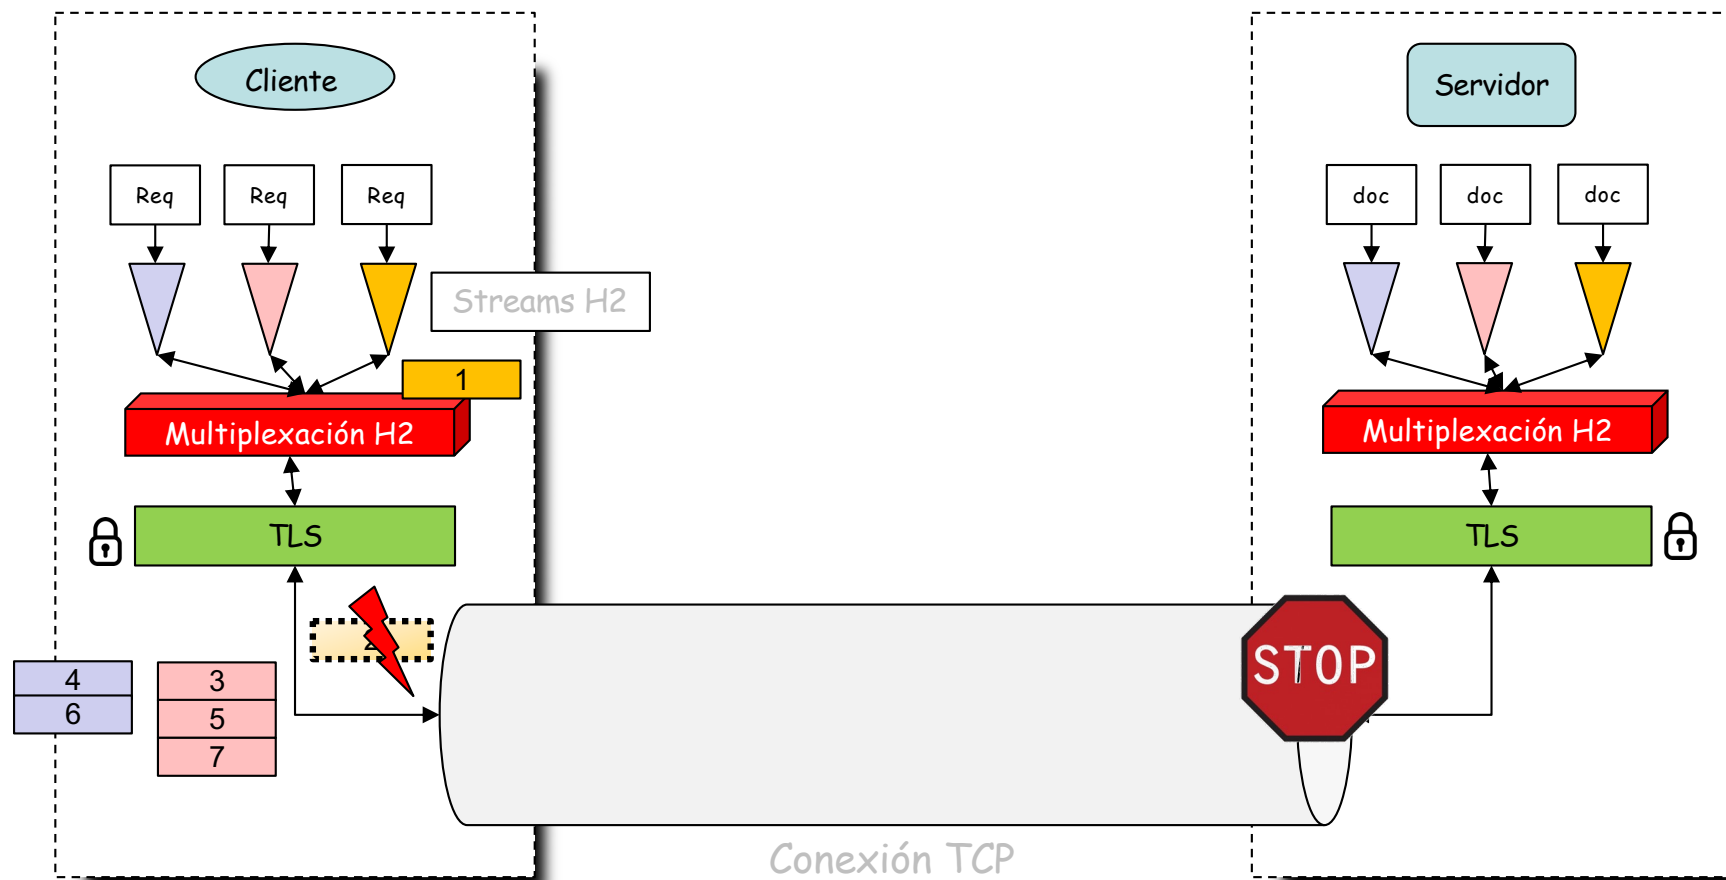 Cliente
Servidor
Req
Req
Req
doc
doc
doc
Streams H2
1
Multiplexación H2
Multiplexación H2
TLS
TLS
STOP
4
6
3
5
7
Conexión TCP